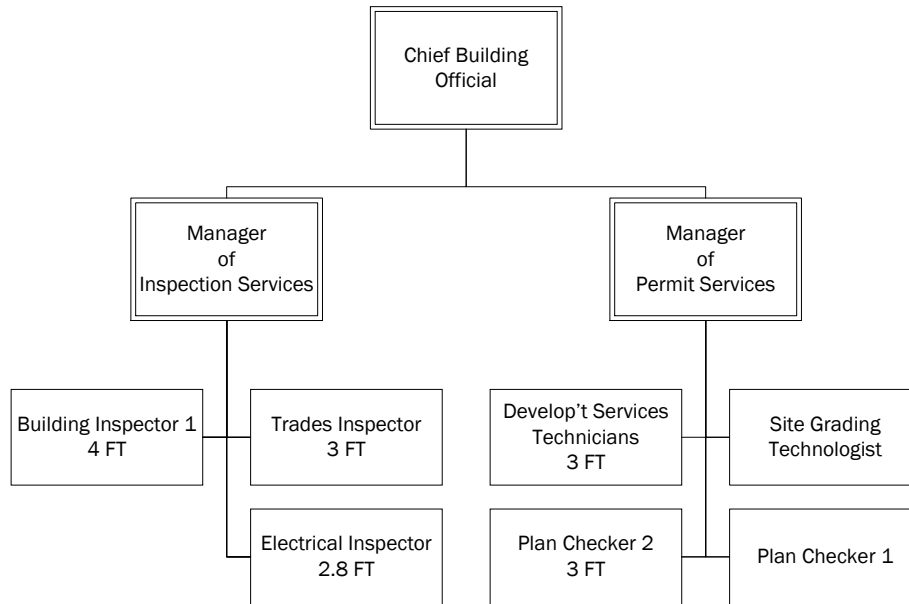 Chief Building
Official
Manager
of
Inspection Services
Manager
of
Permit Services
Building Inspector 1
4 FT
Trades Inspector
3 FT
Develop't Services
Technicians
3 FT
Site Grading
Technologist
Electrical Inspector
2.8 FT
Plan Checker 2
3 FT
Plan Checker 1